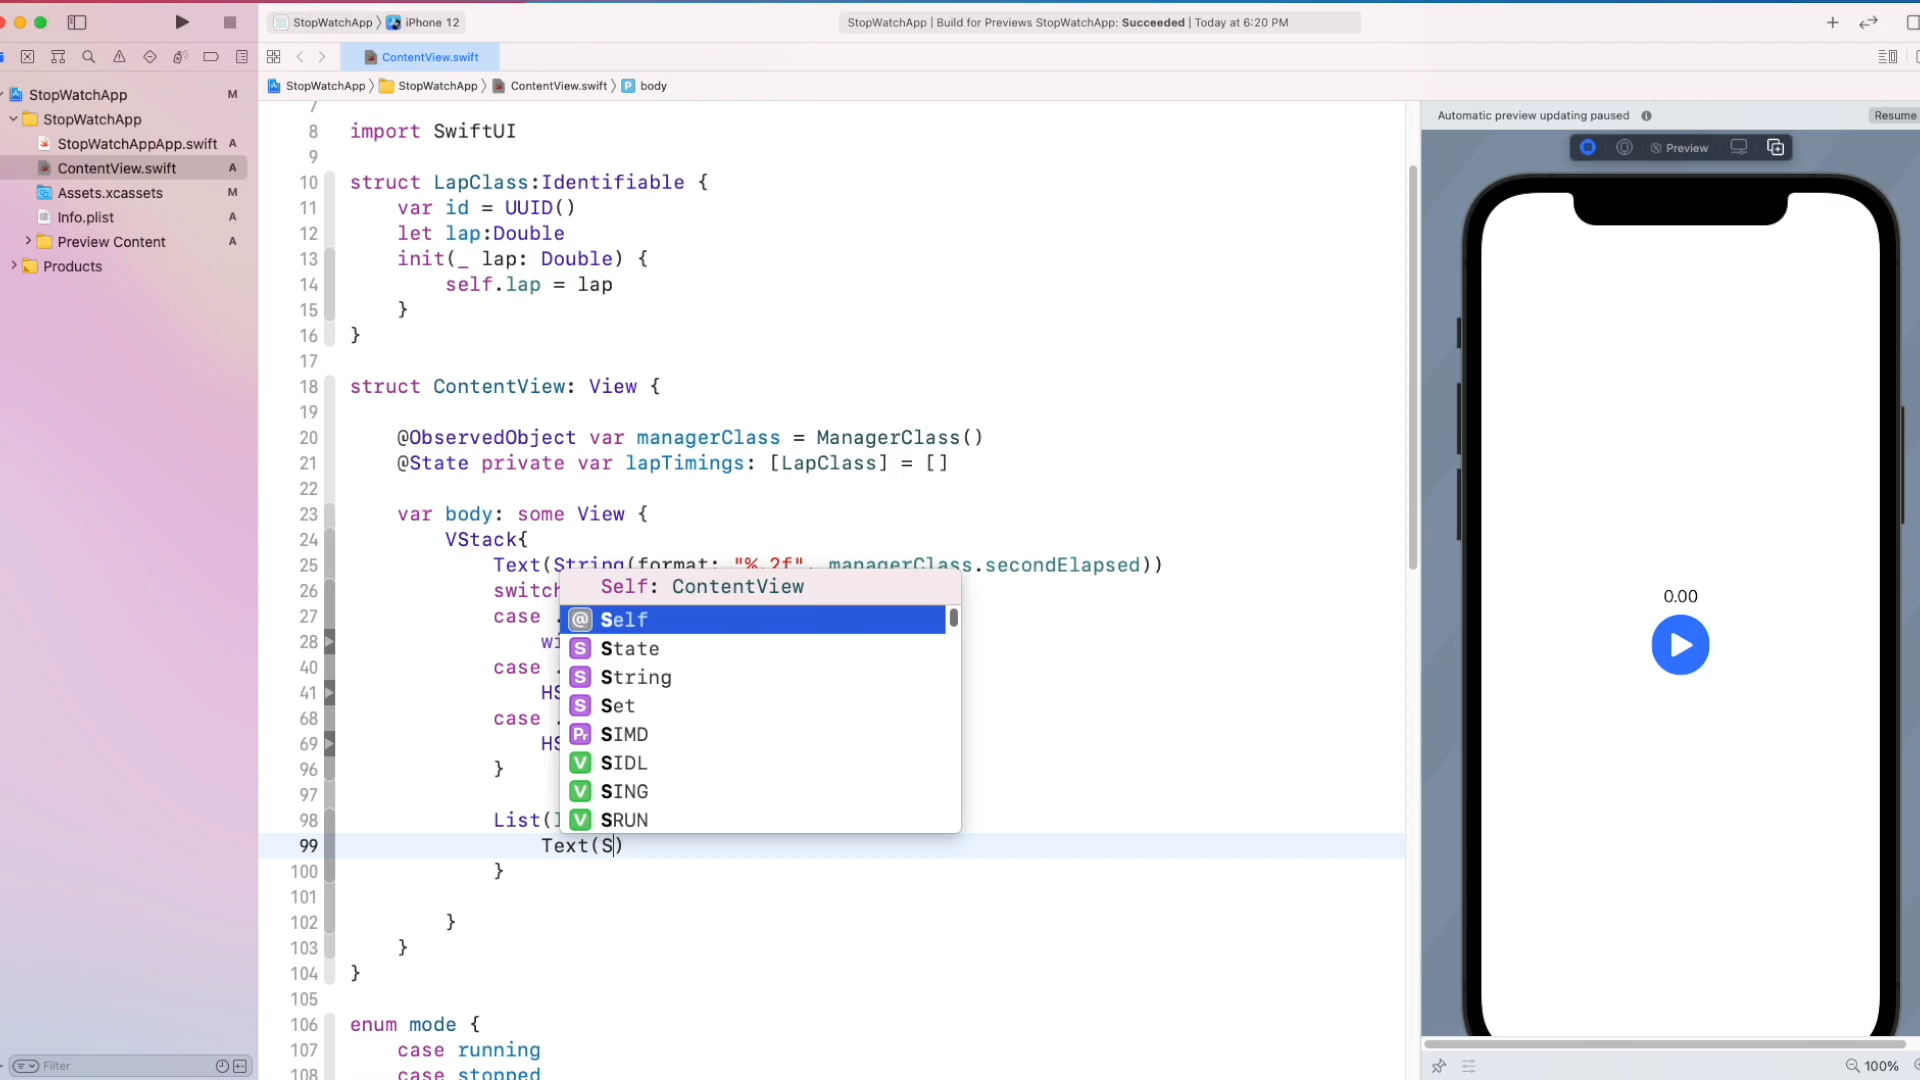 StopWatchApp
iPhone 12
StopWatchApp | Build for Previews StopWatchApp: Succeeded | Today at 6:20 PM
ContentView.swift
StopWatchApp
StopWatchApp
ContentView.swift
P
body
StopWatchApp
M
StopWatchApp
StopWatchAppApp.swift
A
ContentView.swift
A
Assets.xcassets
M
Info.plist
A
Preview Content
A
Products
Filter
7
8 import SwiftUI
9
10 struct LapClass:Identifiable {
11 var id = UUID()
12 let lap:Double
13 init(_ lap: Double) {
14 self.lap = lap
15 }
16 }
17
18 struct ContentView: View {
19
20 @ObservedObject var managerClass = ManagerClass()
21 @State private var lapTimings: [LapClass] = []
22
23 var body: some View {
24 VStack{
25 Text(String(format: "%.2f", managerClass.secondElapsed))
26 switch
27 case .
28 wi
40 case .
41 HS
68 case .
69 HS
96 }
97
98 List(
99 Text(S)
100 }
101
102 }
103 }
104 }
105
106 enum mode {
107 case running
108 case stopped
Self: ContentView
@ Self
S State
S String
S Set
Pr SIMD
V SIDL
V SING
V SRUN
Automatic preview updating paused
Resume
Preview
0.00
100%